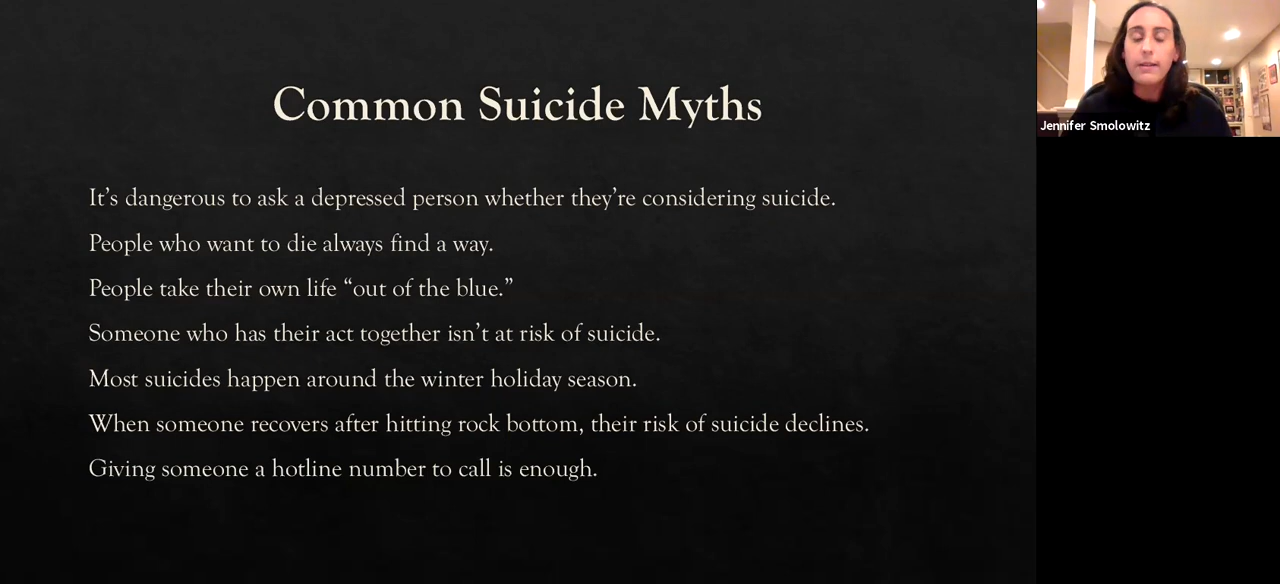 Common Suicide Myths
It’s dangerous to ask a depressed person whether they’re considering suicide.
People who want to die always find a way.
People take their own life “out of the blue.”
Someone who has their act together isn’t at risk of suicide.
Most suicides happen around the winter holiday season.
When someone recovers after hitting rock bottom, their risk of suicide declines.
Giving someone a hotline number to call is enough.
Jennifer Smolowitz